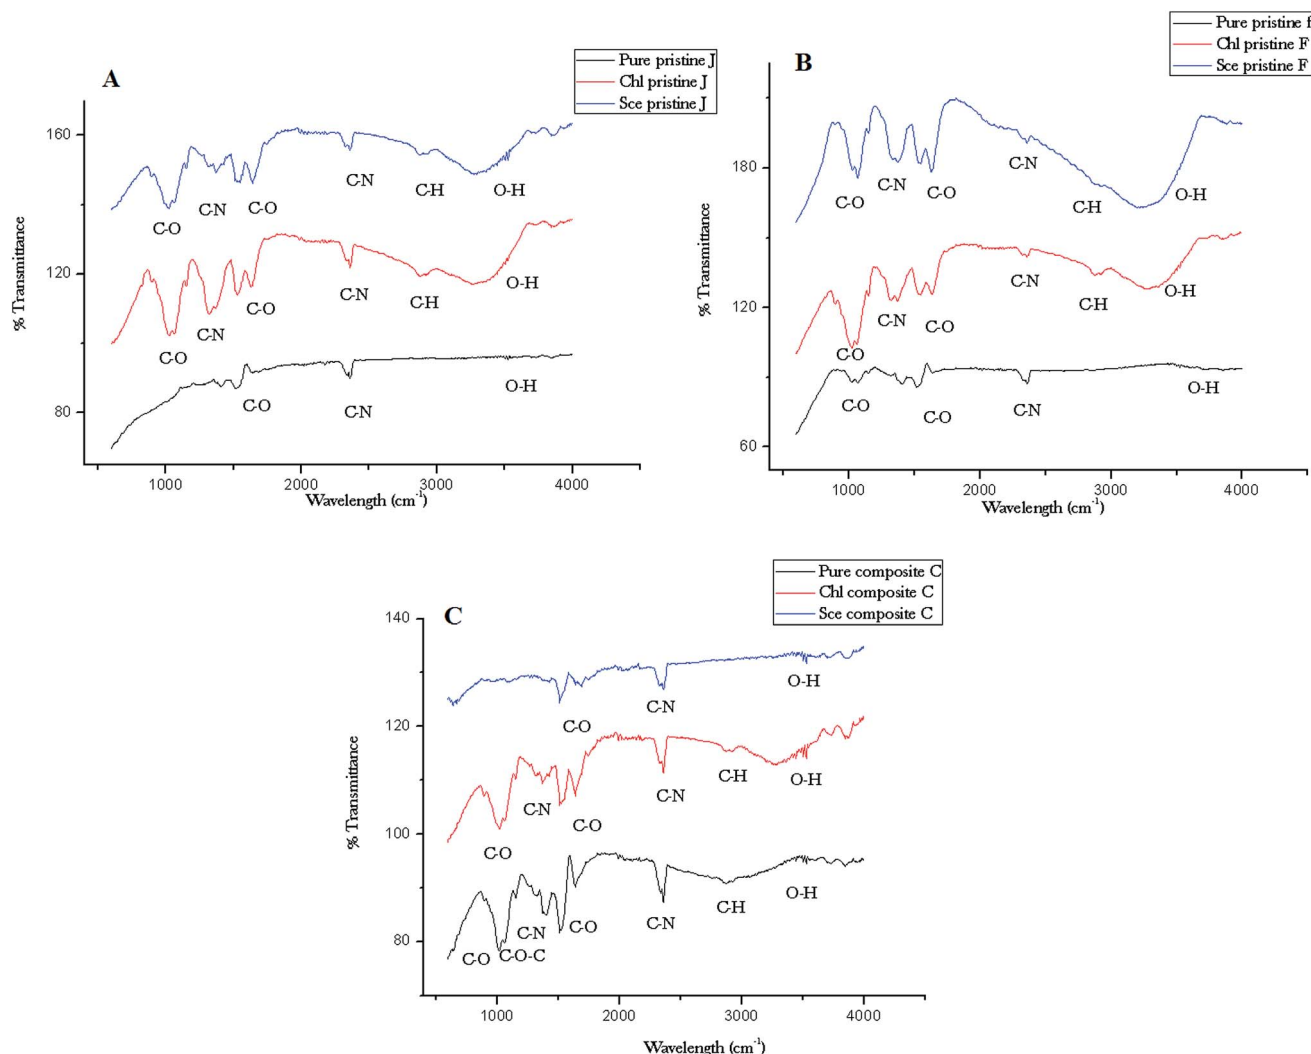 A
Pure pristine J
Chl pristine J
Sce pristine J
160
120
80
% Transmittance
C-O
C-N
C-O
C-N
C-H
O-H
C-O
C-N
C-O
C-N
C-H
O-H
C-O
C-N
O-H
1000
2000
3000
4000
Wavelength (cm-1)
B
Pure pristine f
Chl pristine F
Sce pristine F
180
120
60
% Transmittance
C-O
C-N
C-O
C-N
C-H
O-H
C-O
C-N
C-O
C-N
C-H
O-H
C-O
C-O
C-N
O-H
1000
2000
3000
4000
Wavelength (cm-1)
C
Pure composite C
Chl composite C
Sce composite C
140
120
100
80
% Transmittance
C-O
C-N
O-H
C-O
C-N
C-O
C-N
C-H
O-H
C-O
C-O-C
C-N
C-O
C-N
C-H
O-H
1000
2000
3000
4000
Wavelength (cm-1)